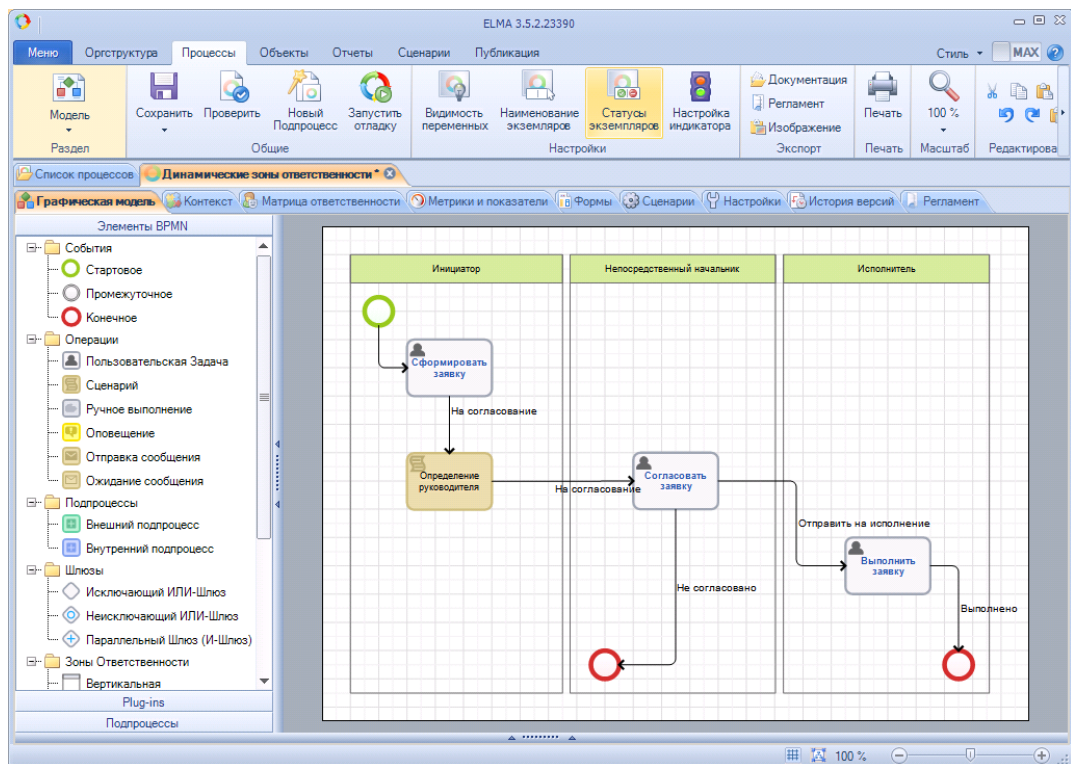 ELMA 3.5.2.23390
Меню Оргструктура Процессы Объекты Отчеты Сценарии Публикация Стиль MAX
Модель
Сохранить Проверить Новый Подпроцесс Запустить отладку
Видимость переменных Наименование экземпляров Статусы экземпляров Настройка индикатора
Документация
Регламент
Изображение
Печать
100 %
Раздел Общие Настройки Экспорт Печать Масштаб Редактирова
Список процессов Динамические зоны ответственности *
Графическая модель Контекст Матрица ответственности Метрики и показатели Формы Сценарии Настройки История версий Регламент
Элементы BPMN
События
Стартовое
Промежуточное
Конечное
Операции
Пользовательская Задача
Сценарий
Ручное выполнение
Оповещение
Отправка сообщения
Ожидание сообщения
Подпроцессы
Внешний подпроцесс
Внутренний подпроцесс
Шлюзы
Исключающий ИЛИ-Шлюз
Неисключающий ИЛИ-Шлюз
Параллельный Шлюз (И-Шлюз)
Зоны Ответственности
Вертикальная
Plug-ins
Подпроцессы
Инициатор Непосредственный начальник Исполнитель
Сформировать
заявку
На согласование
Определение
руководителя
На согласование
Согласовать
заявку
Отправить на исполнение
Выполнить
заявку
Не согласовано
Выполнено
100 %